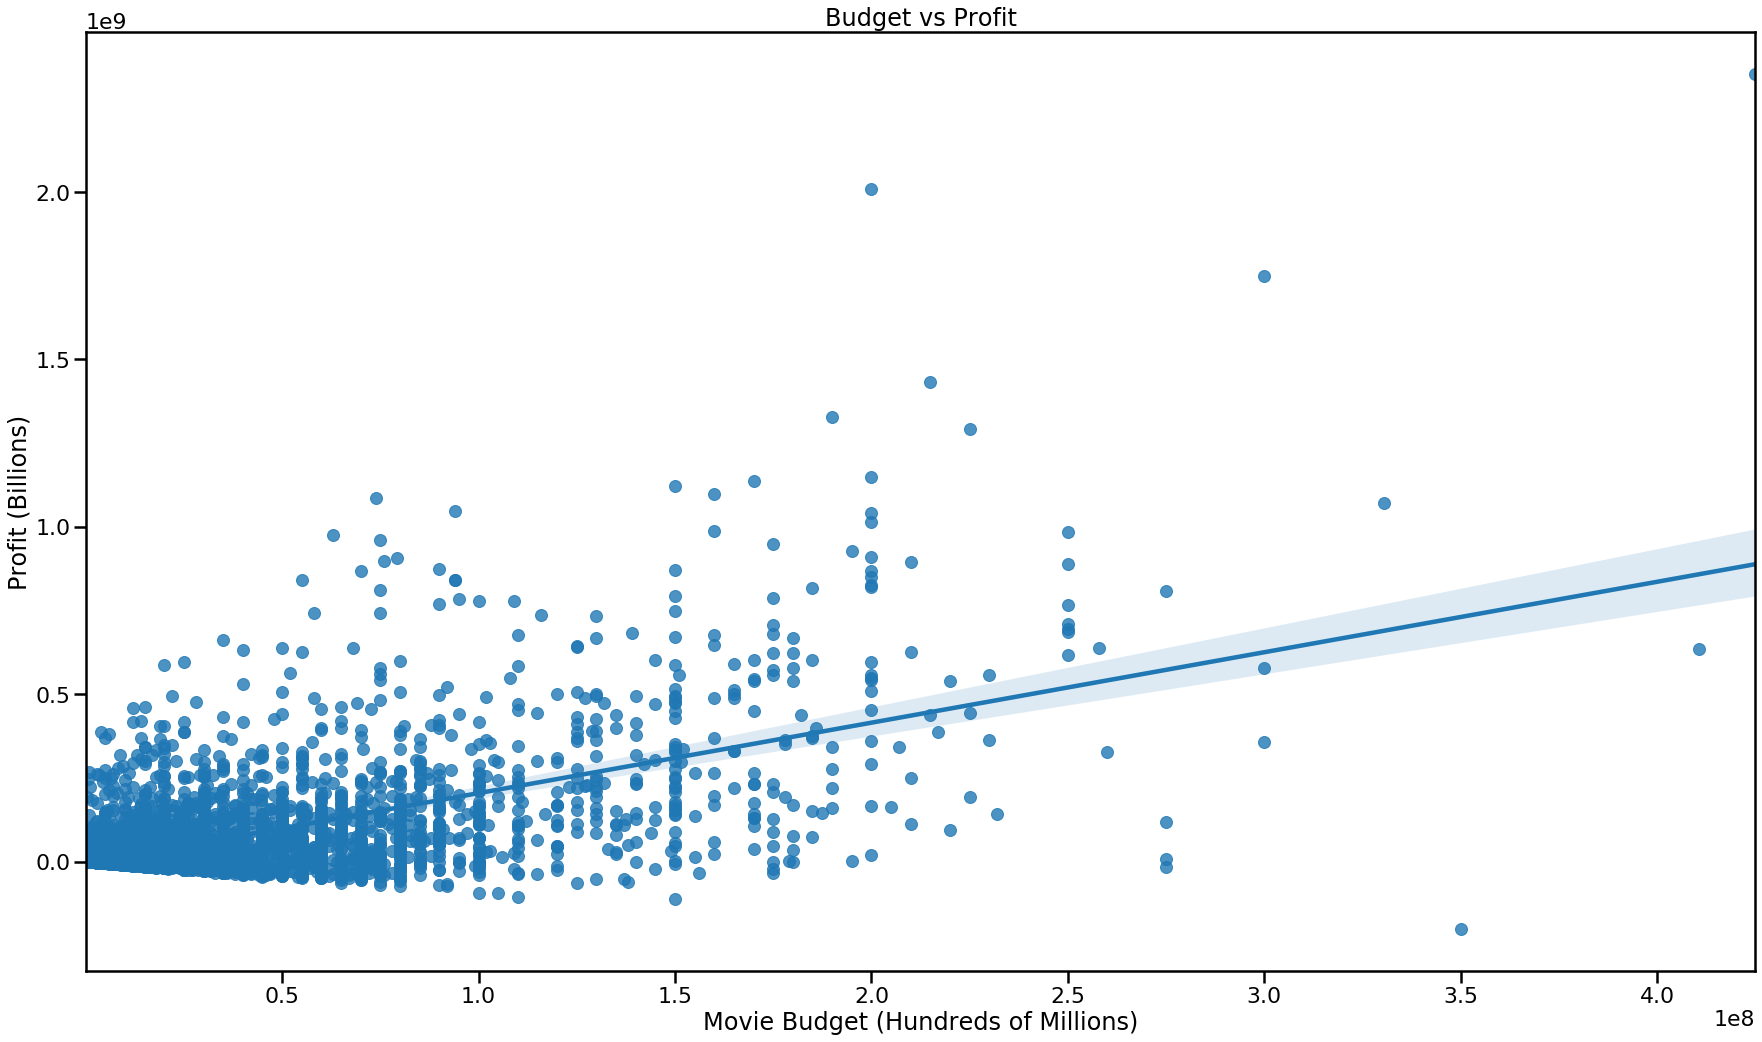 Budget vs Profit
1e9
2.0
1.5
1.0
0.5
0.0
Profit (Billions)
0.5 1.0 1.5 2.0 2.5 3.0 3.5 4.0
Movie Budget (Hundreds of Millions)
1e8